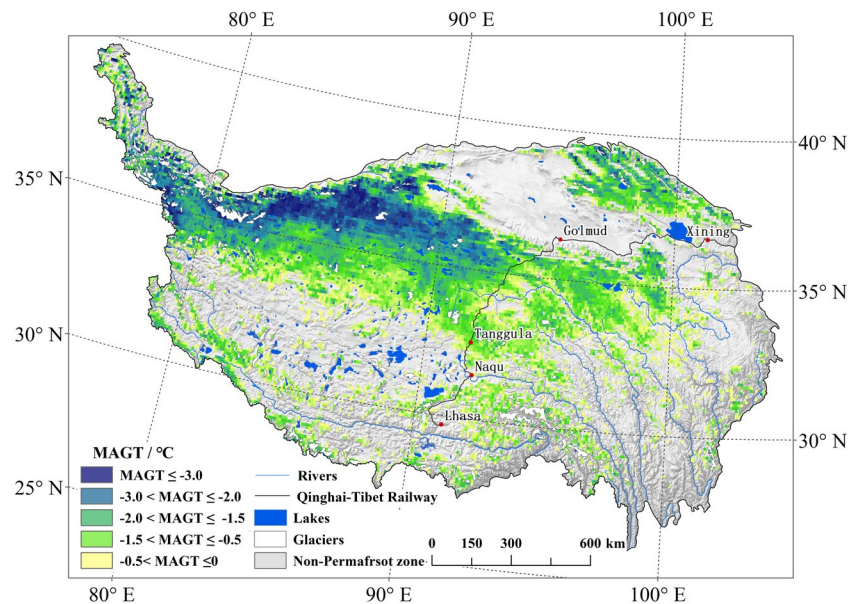 80° E
90° E
100° E
40° N
35° N
Golmud
Xining
35° N
30° N
Tanggula
Naqu
Lhasa
30° N
25° N
MAGT / °C
MAGT ≤ -3.0
-3.0 < MAGT ≤ -2.0
-2.0 < MAGT ≤ -1.5
-1.5 < MAGT ≤ -0.5
-0.5< MAGT ≤0
Rivers
Qinghai-Tibet Railway
Lakes
Glaciers
Non-Permafrsot zone
0 150 300 600 km
80° E
90° E
100° E